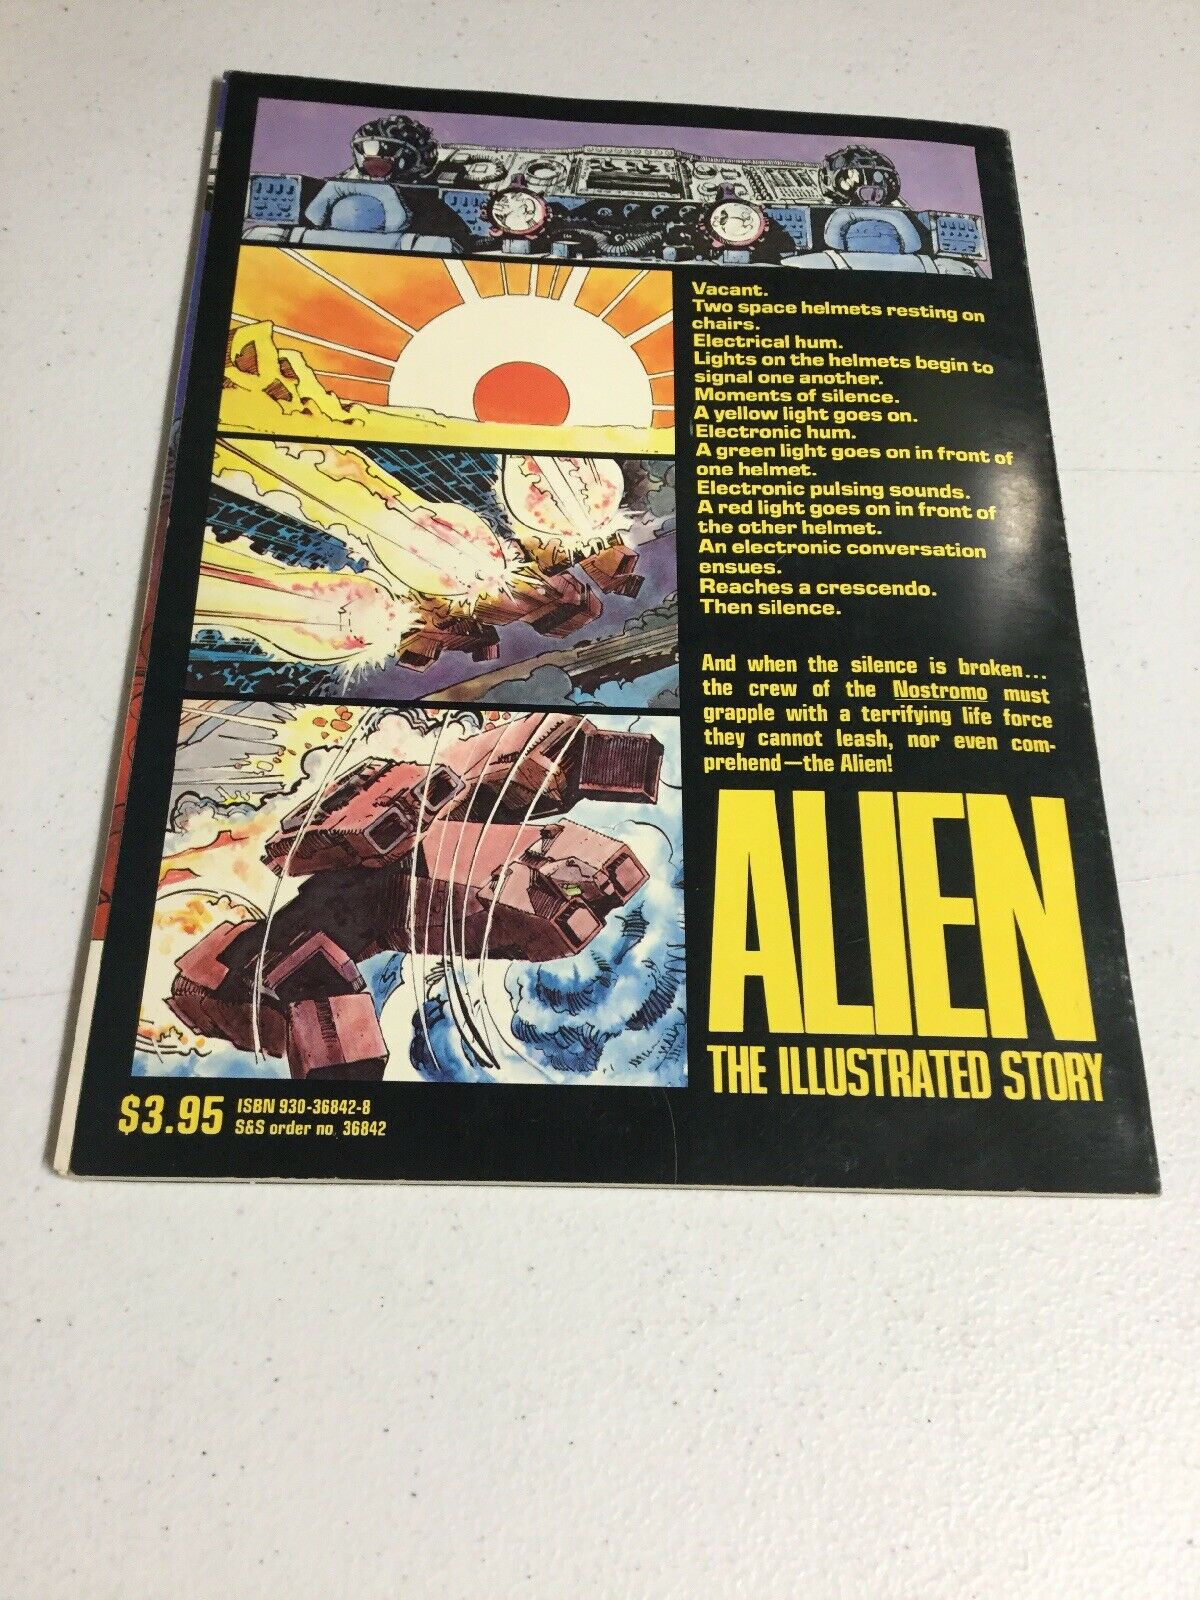 Vacant.
Two space helmets resting on
chairs.
Electrical hum.
Lights on the helmets begin to
signal one another.
Moments of silence.
A yellow light goes on.
Electronic hum.
A green light goes on in front of
one helmet.
Electronic pulsing sounds.
A red light goes on in front of
the other helmet.
An electronic conversation
ensues.
Reaches a crescendo.
Then silence.
And when the silence is broken...
the crew of the Nostromo must
grapple with a terrifying life force
they cannot leash, nor even com-
prehend—the Alien!
ALIEN
THE ILLUSTRATED STORY
$3.95
ISBN 930-36842-8
S&S order no. 36842